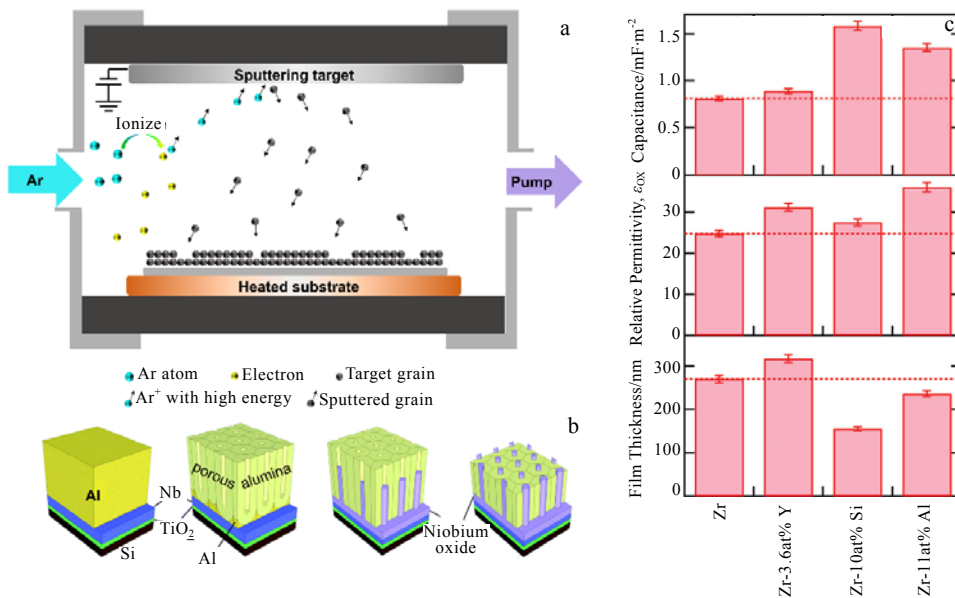 a
Sputtering target
Ionize
Ar
Pump
Heated substrate
Ar atom
Electron
Target grain
Ar+ with high energy
Sputtered grain
b
Al
porous alumina
Nb
TiO2
Si
Al
Niobium
oxide
c
Capacitance/mF·m-2
1.5
1.0
0.5
0
Relative Permittivity, εOX
30
20
10
0
Film Thickness/nm
300
200
100
0
Zr
Zr-3.6at% Y
Zr-10at% Si
Zr-11at% Al